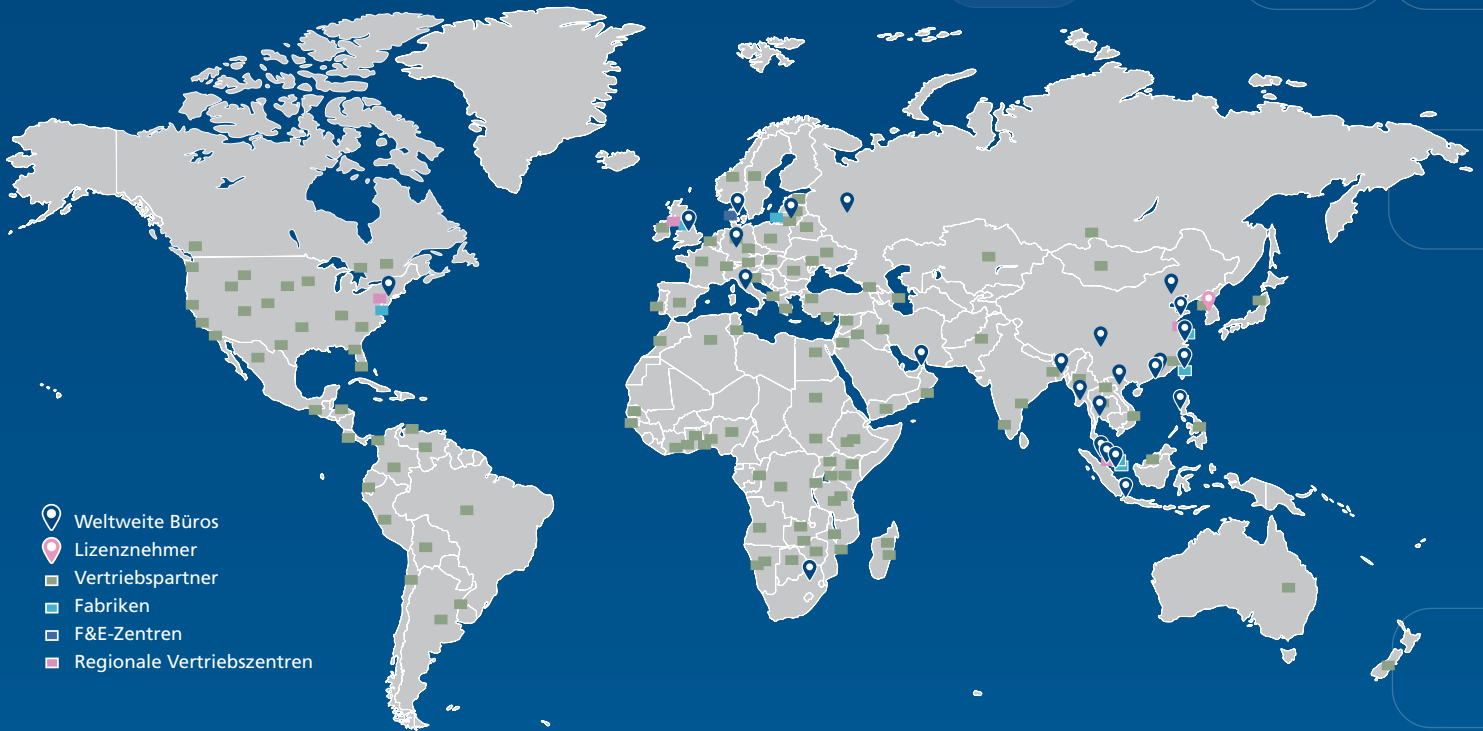 Weltweite Büros
Lizenznehmer
Vertriebspartner
Fabriken
F&E-Zentren
Regionale Vertriebszentren